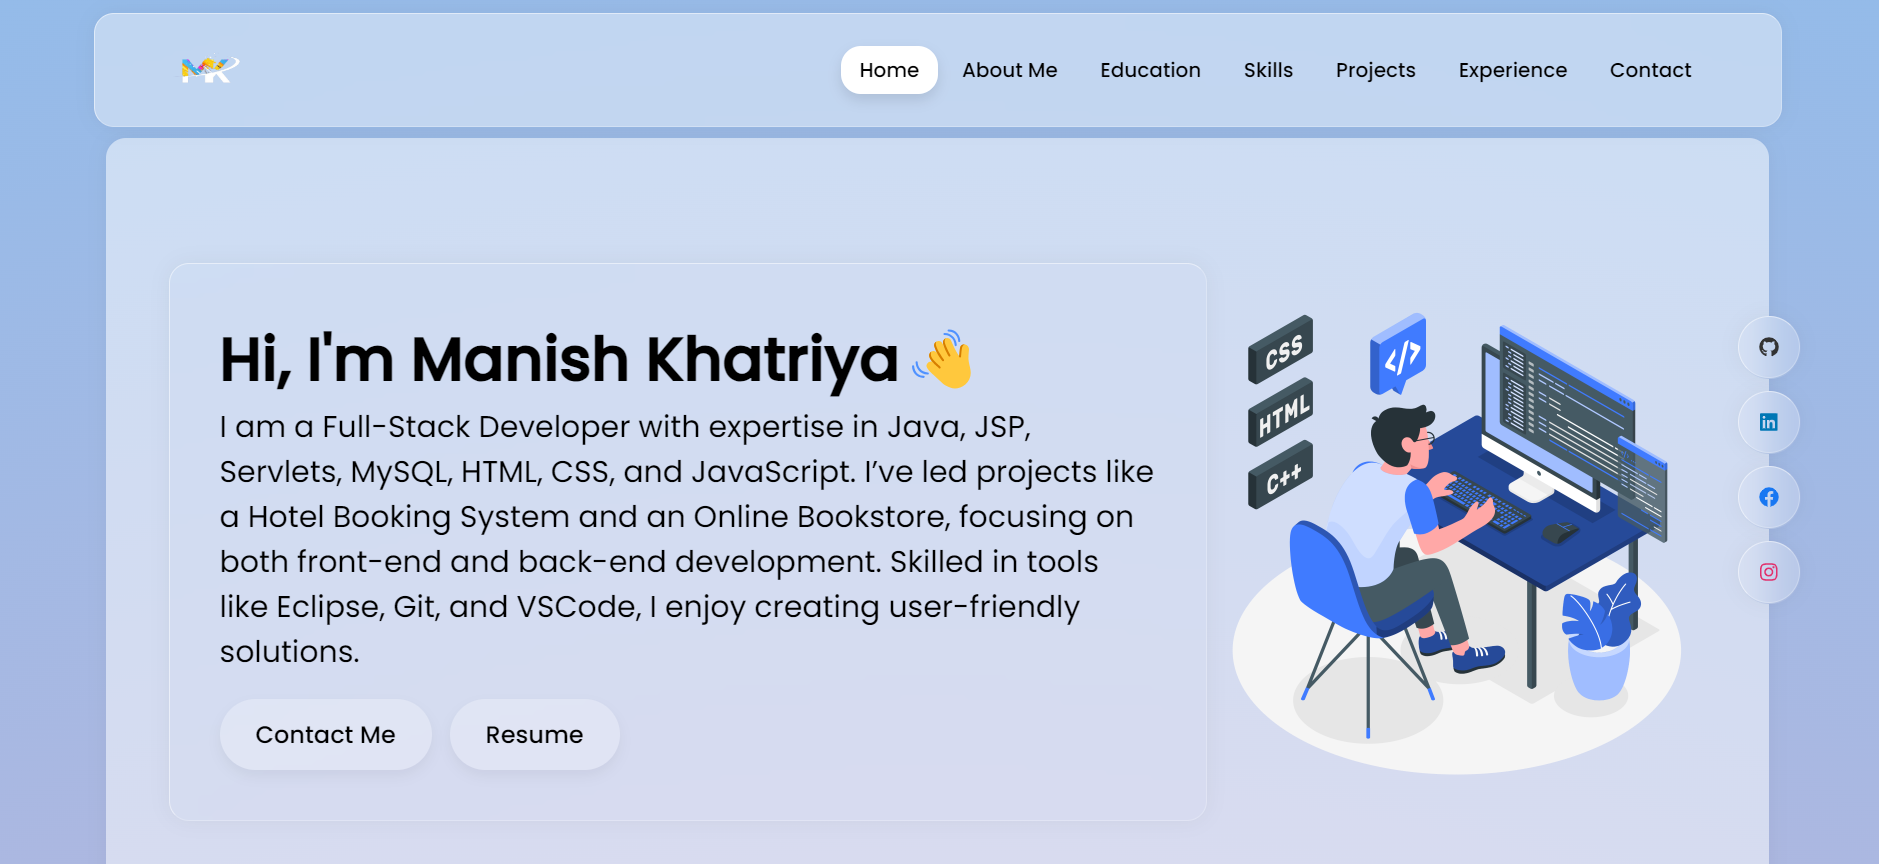 MK
Home
About Me
Education
Skills
Projects
Experience
Contact
Hi, I'm Manish Khatriya 👋
I am a Full-Stack Developer with expertise in Java, JSP,
Servlets, MySQL, HTML, CSS, and JavaScript. I’ve led projects like
a Hotel Booking System and an Online Bookstore, focusing on
both front-end and back-end development. Skilled in tools
like Eclipse, Git, and VSCode, I enjoy creating user-friendly
solutions.
Contact Me
Resume
CSS
HTML
C++
</>
in